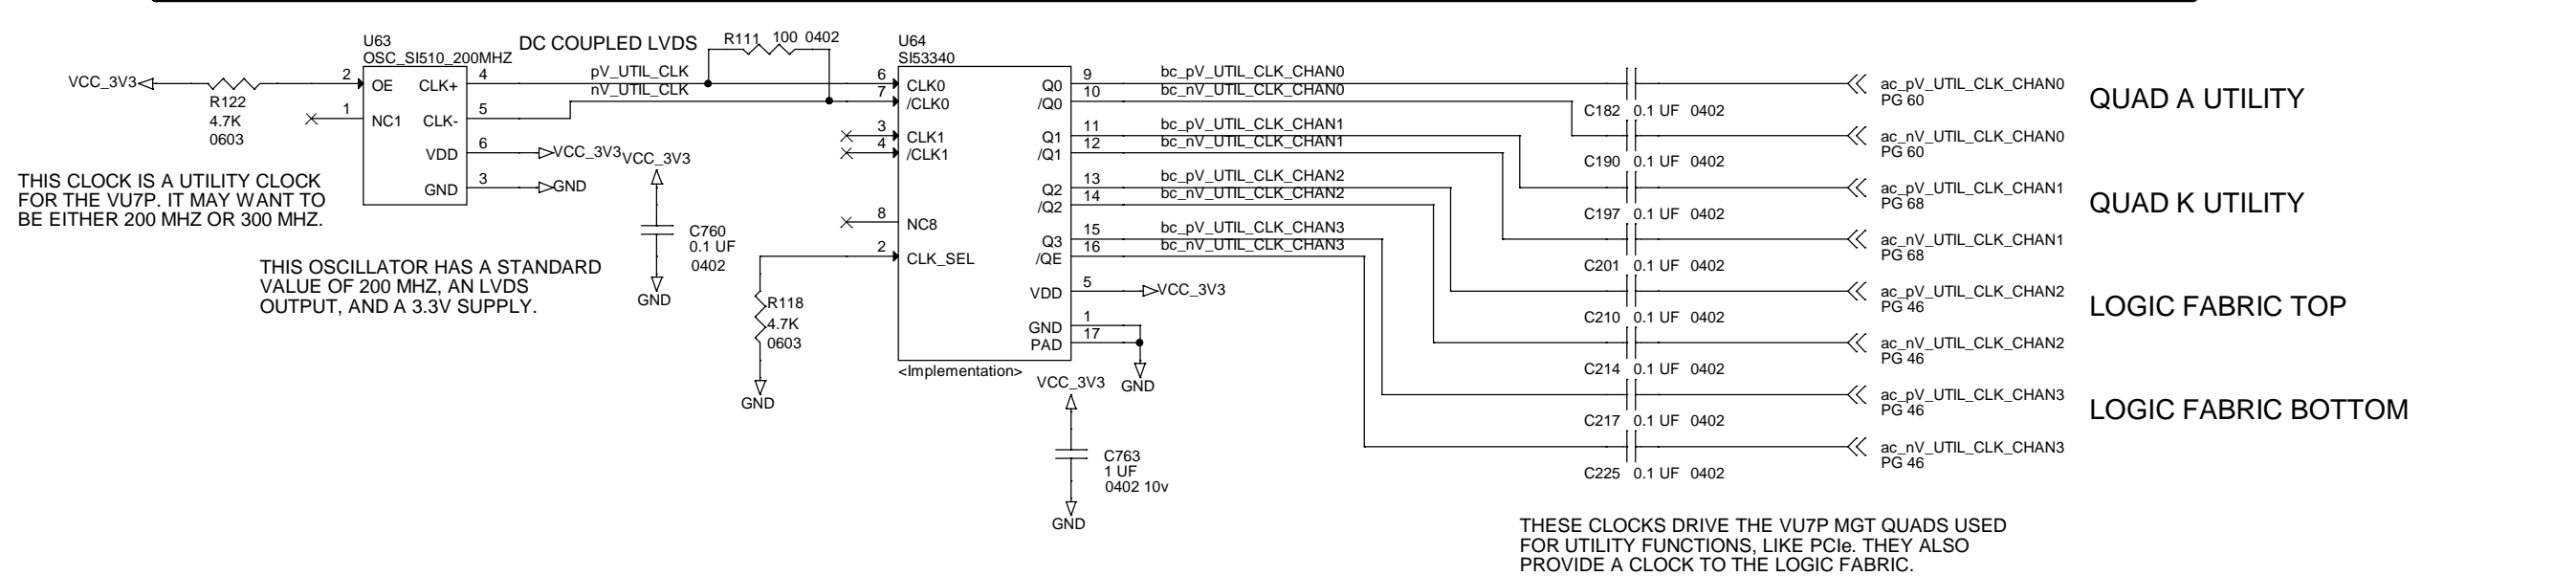 U63
OSC_SI510_200MHZ
DC COUPLED LVDS
R111 100 0402
U64
SI53340
VCC_3V3
R122
4.7K
0603
2
OE
CLK+
4
pV_UTIL_CLK
nV_UTIL_CLK
1
NC1
CLK-
5
VDD
6
VCC_3V3
GND
3
GND
THIS CLOCK IS A UTILITY CLOCK
FOR THE VU7P. IT MAY WANT TO
BE EITHER 200 MHZ OR 300 MHZ.
THIS OSCILLATOR HAS A STANDARD
VALUE OF 200 MHZ, AN LVDS
OUTPUT, AND A 3.3V SUPPLY.
VCC_3V3
C760
0.1 UF
0402
GND
6
CLK0
7
/CLK0
3
CLK1
4
/CLK1
8
NC8
2
CLK_SEL
R118
4.7K
0603
GND
Q0
9
bc_pV_UTIL_CLK_CHAN0
/Q0
10
bc_nV_UTIL_CLK_CHAN0
Q1
11
bc_pV_UTIL_CLK_CHAN1
/Q1
12
bc_nV_UTIL_CLK_CHAN1
Q2
13
bc_pV_UTIL_CLK_CHAN2
/Q2
14
bc_nV_UTIL_CLK_CHAN2
Q3
15
bc_pV_UTIL_CLK_CHAN3
/QE
16
bc_nV_UTIL_CLK_CHAN3
VDD
5
VCC_3V3
GND
1
PAD
17
GND
<Implementation>
VCC_3V3
C763
1 UF
0402 10v
GND
C182 0.1 UF 0402
C190 0.1 UF 0402
C197 0.1 UF 0402
C201 0.1 UF 0402
C210 0.1 UF 0402
C214 0.1 UF 0402
C217 0.1 UF 0402
C225 0.1 UF 0402
ac_pV_UTIL_CLK_CHAN0
PG 60
ac_nV_UTIL_CLK_CHAN0
PG 60
QUAD A UTILITY
ac_pV_UTIL_CLK_CHAN1
PG 68
ac_nV_UTIL_CLK_CHAN1
PG 68
QUAD K UTILITY
ac_pV_UTIL_CLK_CHAN2
PG 46
ac_nV_UTIL_CLK_CHAN2
PG 46
LOGIC FABRIC TOP
ac_pV_UTIL_CLK_CHAN3
PG 46
ac_nV_UTIL_CLK_CHAN3
PG 46
LOGIC FABRIC BOTTOM
THESE CLOCKS DRIVE THE VU7P MGT QUADS USED
FOR UTILITY FUNCTIONS, LIKE PCIe. THEY ALSO
PROVIDE A CLOCK TO THE LOGIC FABRIC.